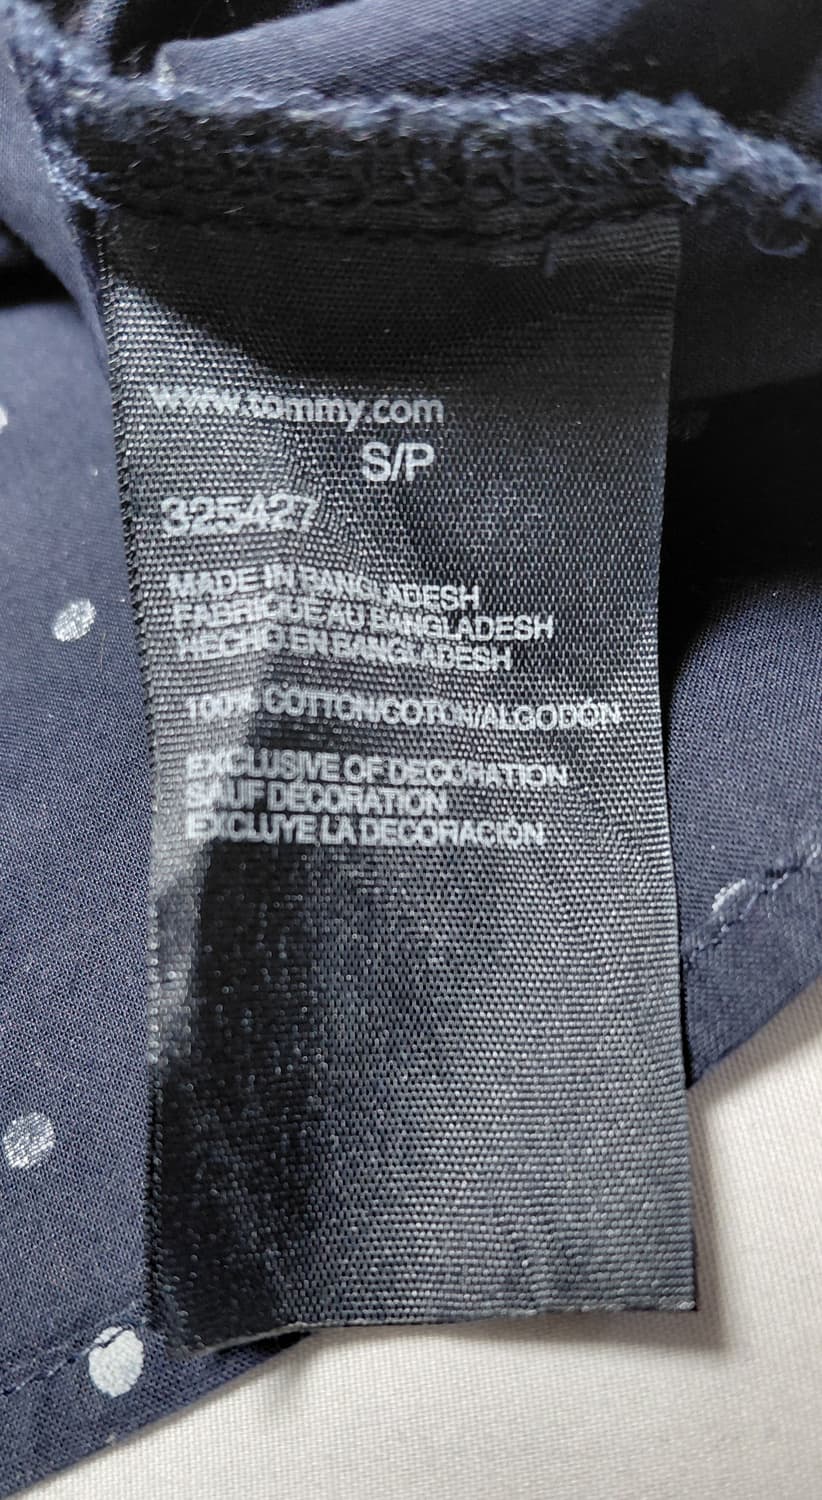 www.tommy.com
S/P
325427
MADE IN BANGLADESH
FABRIQUE AU BANGLADESH
HECHO EN BANGLADESH
100% COTTON/COTON/ALGODÓN
EXCLUSIVE OF DECORATION
SAUF DÉCORATION
EXCLUYE LA DECORACIÓN